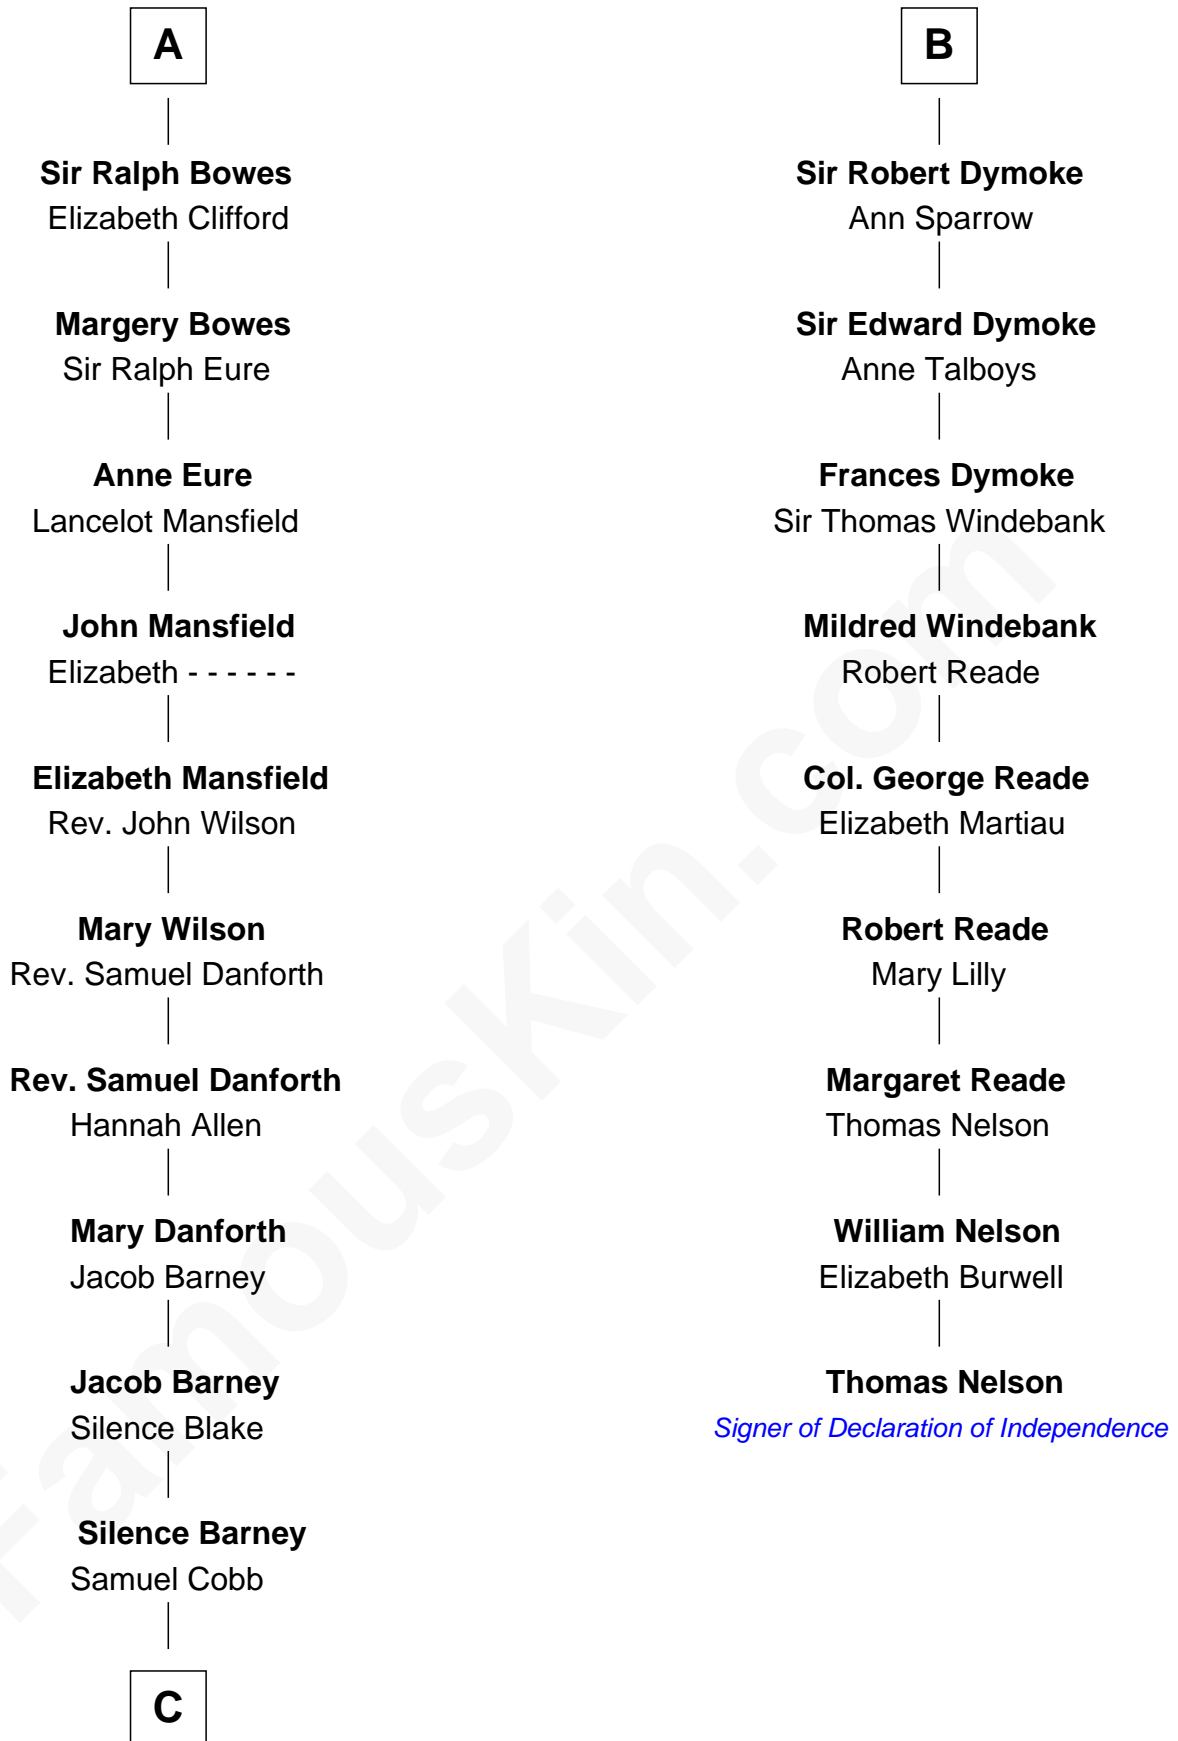 A
Sir Ralph Bowes
Elizabeth Clifford
Margery Bowes
Sir Ralph Eure
Anne Eure
Lancelot Mansfield
John Mansfield
Elizabeth - - - - - -
Elizabeth Mansfield
Rev. John Wilson
Mary Wilson
Rev. Samuel Danforth
Rev. Samuel Danforth
Hannah Allen
Mary Danforth
Jacob Barney
Jacob Barney
Silence Blake
Silence Barney
Samuel Cobb
C
B
Sir Robert Dymoke
Ann Sparrow
Sir Edward Dymoke
Anne Talboys
Frances Dymoke
Sir Thomas Windebank
Mildred Windebank
Robert Reade
Col. George Reade
Elizabeth Martiau
Robert Reade
Mary Lilly
Margaret Reade
Thomas Nelson
William Nelson
Elizabeth Burwell
Thomas Nelson
Signer of Declaration of Independence
FamousKin.com